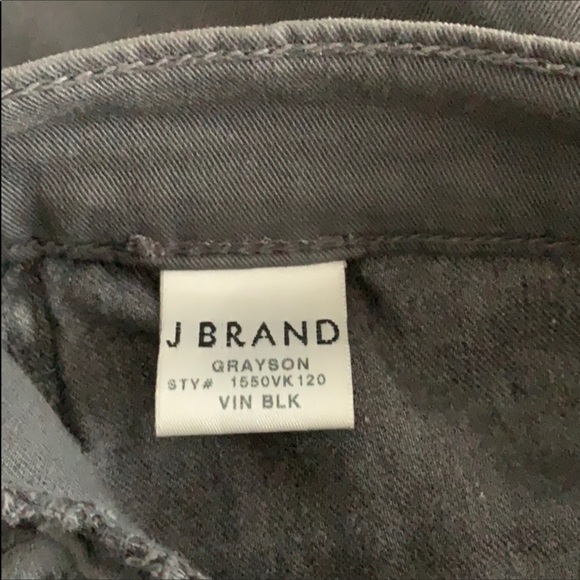 J BRAND
GRAYSON
STY# 1550VK120
VIN BLK